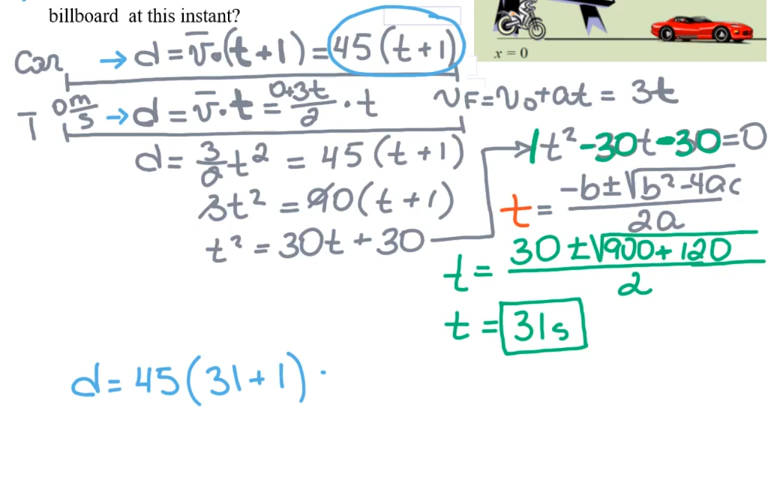 billboard at this instant?
x = 0
Car → d = v̄.(t+1) = 45(t+1)
T 0 m/s → d = v̄.t = 0+3t/2 · t
vF = v0 + at = 3t
d = 3/2 t² = 45(t+1)
3t² = 90(t+1)
t² = 30t + 30
1t² - 30t - 30 = 0
t = -b ± √b² - 4ac / 2a
t = 30 ± √900 + 120 / 2
t = 31s
d = 45(31+1)